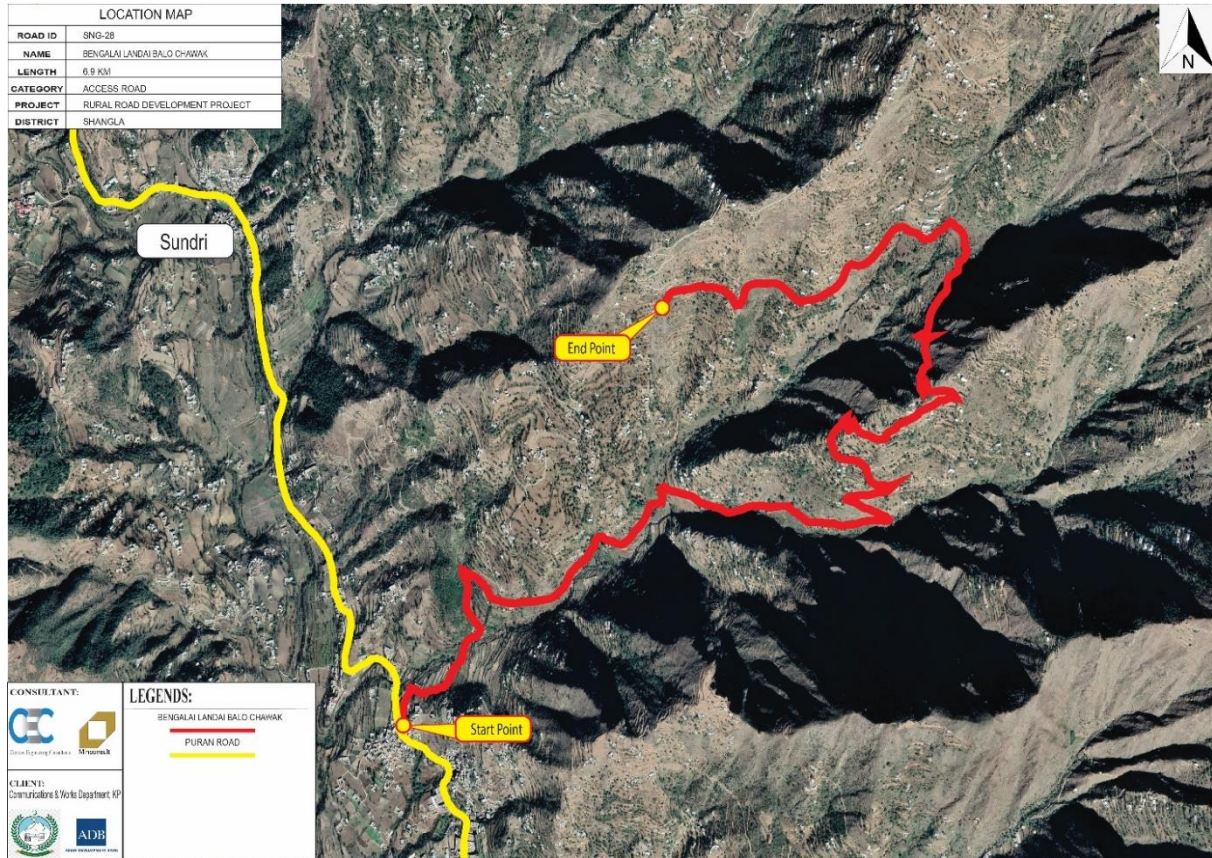 LOCATION MAP
ROAD ID SNG-28
NAME BENGALAI LANDAI BALO CHAWAK
LENGTH 6.9 KM
CATEGORY ACCESS ROAD
PROJECT RURAL ROAD DEVELOPMENT PROJECT
DISTRICT SHANGLA
N
Sundri
End Point
Start Point
CONSULTANT:
CEC
Minconsult
CLIENT:
Communications & Works Department, KP
ADB
LEGENDS:
BENGALAI LANDAI BALO CHAWAK
PURAN ROAD